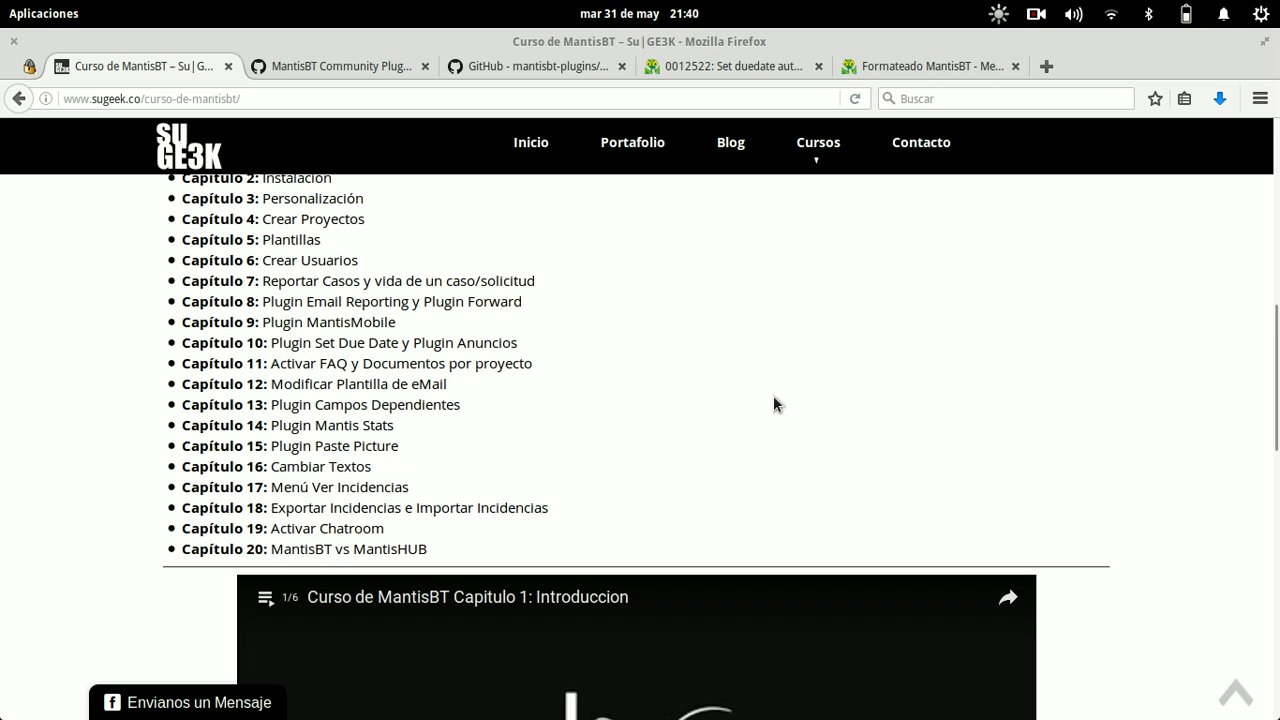 Aplicaciones
mar 31 de may 21:40
Curso de MantisBT – Su|GE3K - Mozilla Firefox
Curso de MantisBT – Su|G...
MantisBT Community Plug...
GitHub - mantisbt-plugins/...
0012522: Set duedate aut...
Formateado MantisBT - Me...
www.sugeek.co/curso-de-mantisbt/
Buscar
SU
GE3K
Inicio
Portafolio
Blog
Cursos
Contacto
Capítulo 2: Instalación
Capítulo 3: Personalización
Capítulo 4: Crear Proyectos
Capítulo 5: Plantillas
Capítulo 6: Crear Usuarios
Capítulo 7: Reportar Casos y vida de un caso/solicitud
Capítulo 8: Plugin Email Reporting y Plugin Forward
Capítulo 9: Plugin MantisMobile
Capítulo 10: Plugin Set Due Date y Plugin Anuncios
Capítulo 11: Activar FAQ y Documentos por proyecto
Capítulo 12: Modificar Plantilla de eMail
Capítulo 13: Plugin Campos Dependientes
Capítulo 14: Plugin Mantis Stats
Capítulo 15: Plugin Paste Picture
Capítulo 16: Cambiar Textos
Capítulo 17: Menú Ver Incidencias
Capítulo 18: Exportar Incidencias e Importar Incidencias
Capítulo 19: Activar Chatroom
Capítulo 20: MantisBT vs MantisHUB
1/6 Curso de MantisBT Capitulo 1: Introduccion
Envianos un Mensaje